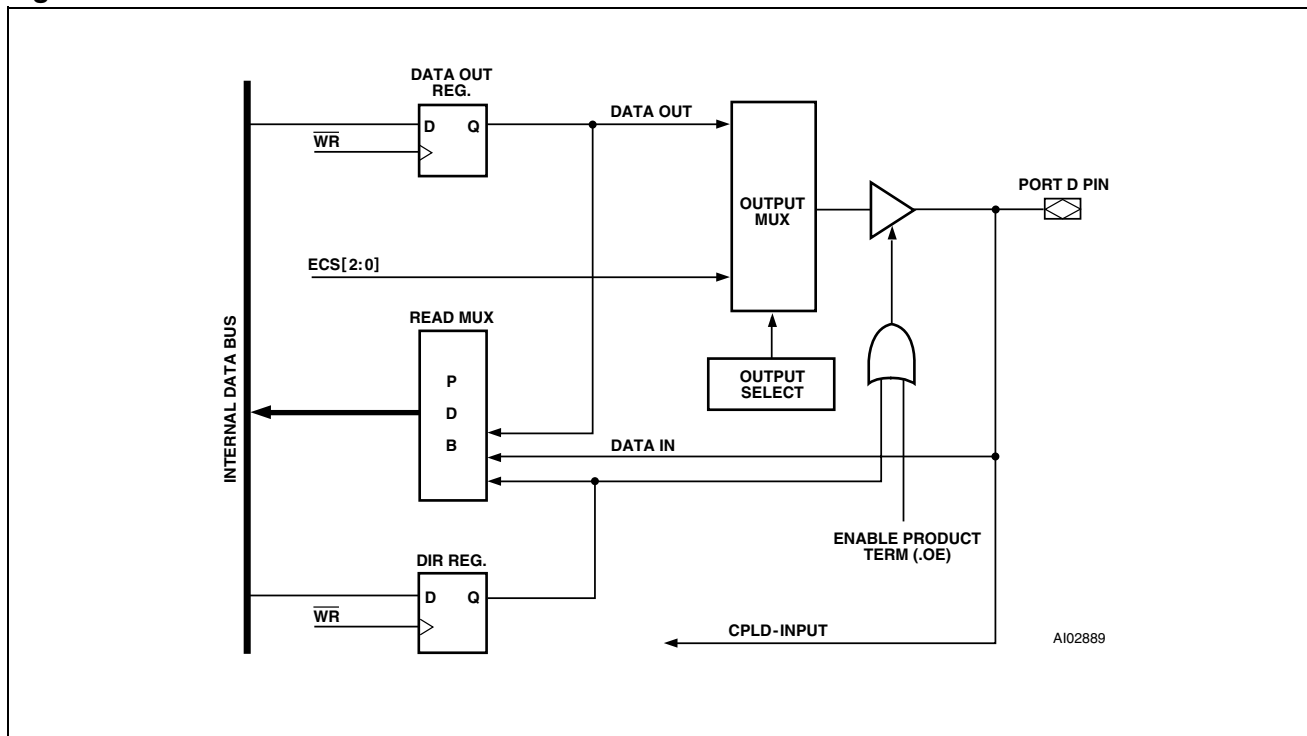 DATA OUT
REG.
D Q
WR
DATA OUT
OUTPUT
MUX
PORT D PIN
ECS[2:0]
READ MUX
P
D
B
OUTPUT
SELECT
INTERNAL DATA BUS
DATA IN
ENABLE PRODUCT
TERM (.OE)
DIR REG.
D Q
WR
CPLD-INPUT
AI02889